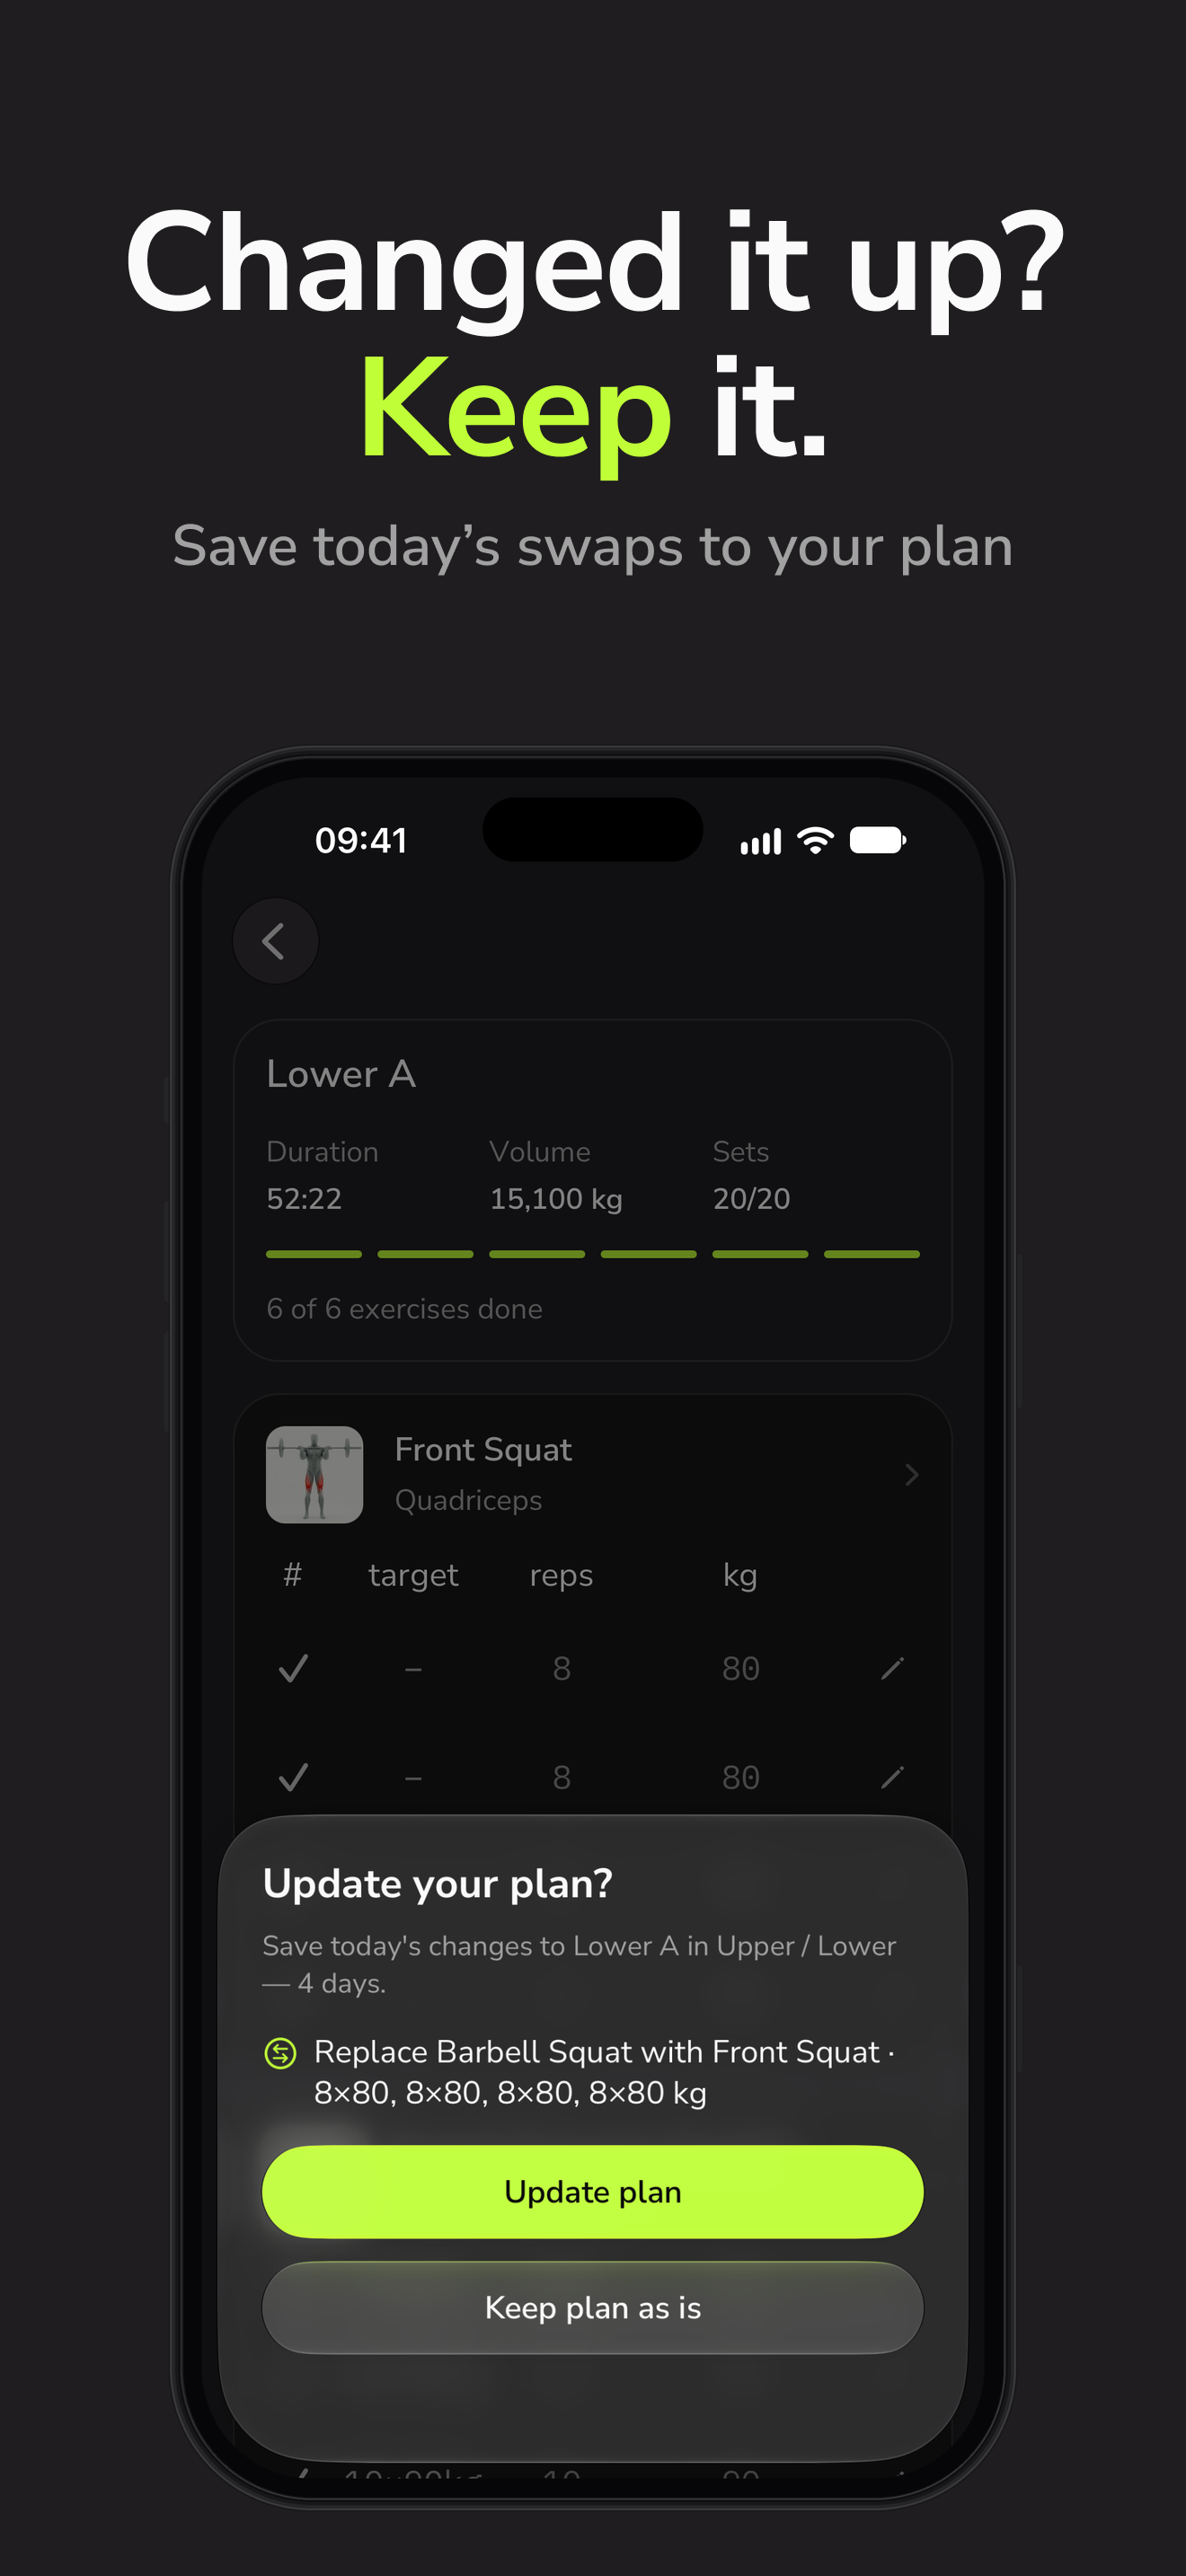 Changed it up?
Keep it.
Save today’s swaps to your plan
09:41
Lower A
Duration Volume Sets
52:22 15,100 kg 20/20
6 of 6 exercises done
Front Squat
Quadriceps
# target reps kg
– 8 80
– 8 80
Update your plan?
Save today's changes to Lower A in Upper / Lower
— 4 days.
Replace Barbell Squat with Front Squat ·
8×80, 8×80, 8×80, 8×80 kg
Update plan
Keep plan as is